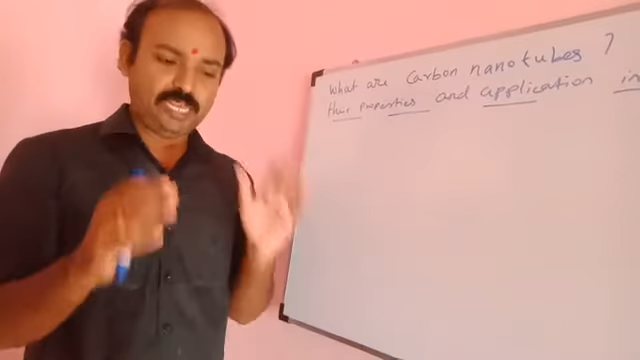 What are Carbon nanotubes ?
their properties and application in